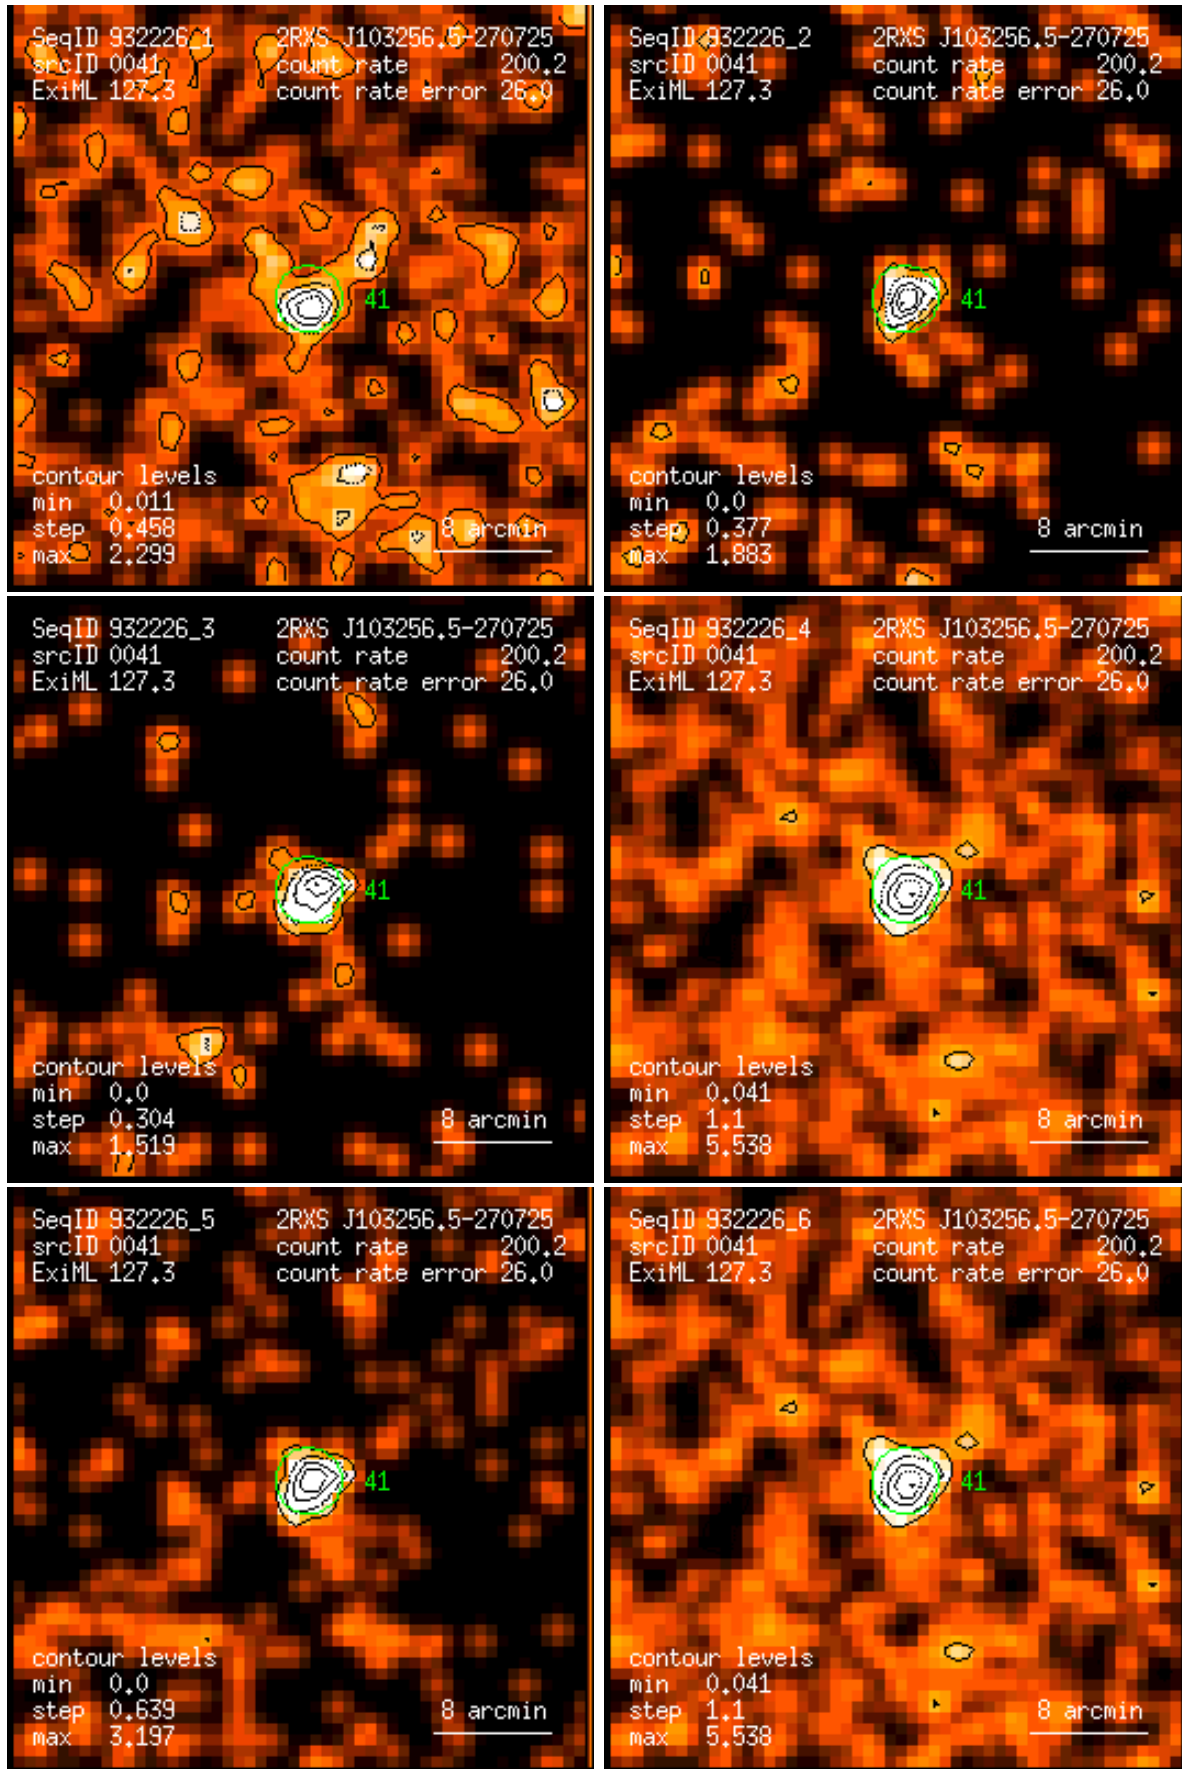 SeqID 932226_1 2RXS J103256.5-270725
srcID 0041 count rate 200.2
ExiML 127.3 count rate error 26.0
41
contour levels
min 0.011
step 0.458 8 arcmin
max 2.299
SeqID 932226_2 2RXS J103256.5-270725
srcID 0041 count rate 200.2
ExiML 127.3 count rate error 26.0
41
contour levels
min 0.0
step 0.377 8 arcmin
max 1.883
SeqID 932226_3 2RXS J103256.5-270725
srcID 0041 count rate 200.2
ExiML 127.3 count rate error 26.0
41
contour levels
min 0.0
step 0.304 8 arcmin
max 1.519
SeqID 932226_4 2RXS J103256.5-270725
srcID 0041 count rate 200.2
ExiML 127.3 count rate error 26.0
41
contour levels
min 0.041
step 1.1 8 arcmin
max 5.538
SeqID 932226_5 2RXS J103256.5-270725
srcID 0041 count rate 200.2
ExiML 127.3 count rate error 26.0
41
contour levels
min 0.0
step 0.639 8 arcmin
max 3.197
SeqID 932226_6 2RXS J103256.5-270725
srcID 0041 count rate 200.2
ExiML 127.3 count rate error 26.0
41
contour levels
min 0.041
step 1.1 8 arcmin
max 5.538